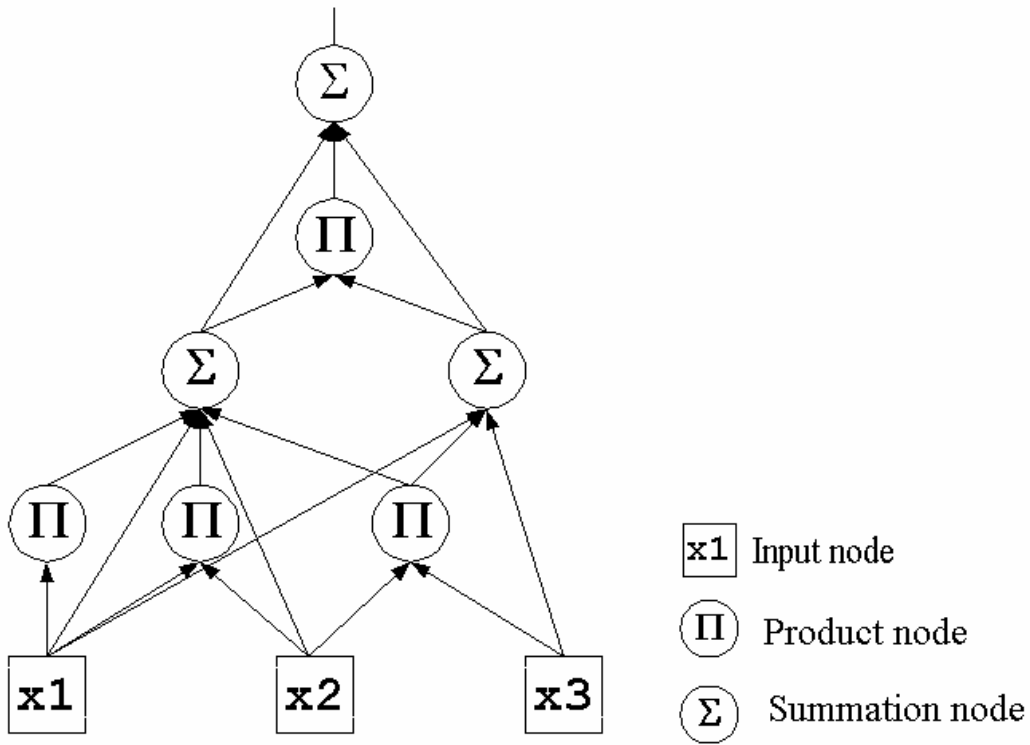 Σ
Π
Σ Σ
Π Π Π
x1 x2 x3
x1 Input node
Π Product node
Σ Summation node